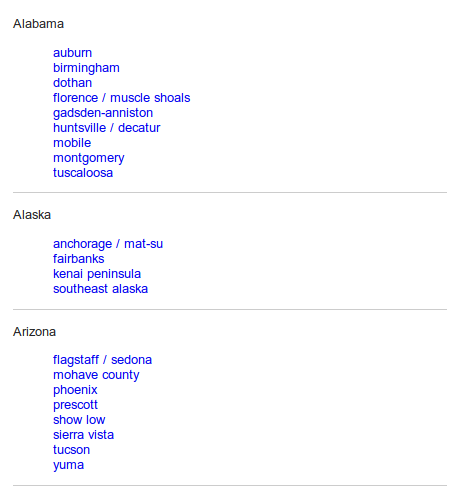 Alabama
auburn
birmingham
dothan
florence / muscle shoals
gadsden-anniston
huntsville / decatur
mobile
montgomery
tuscaloosa
Alaska
anchorage / mat-su
fairbanks
kenai peninsula
southeast alaska
Arizona
flagstaff / sedona
mohave county
phoenix
prescott
show low
sierra vista
tucson
yuma